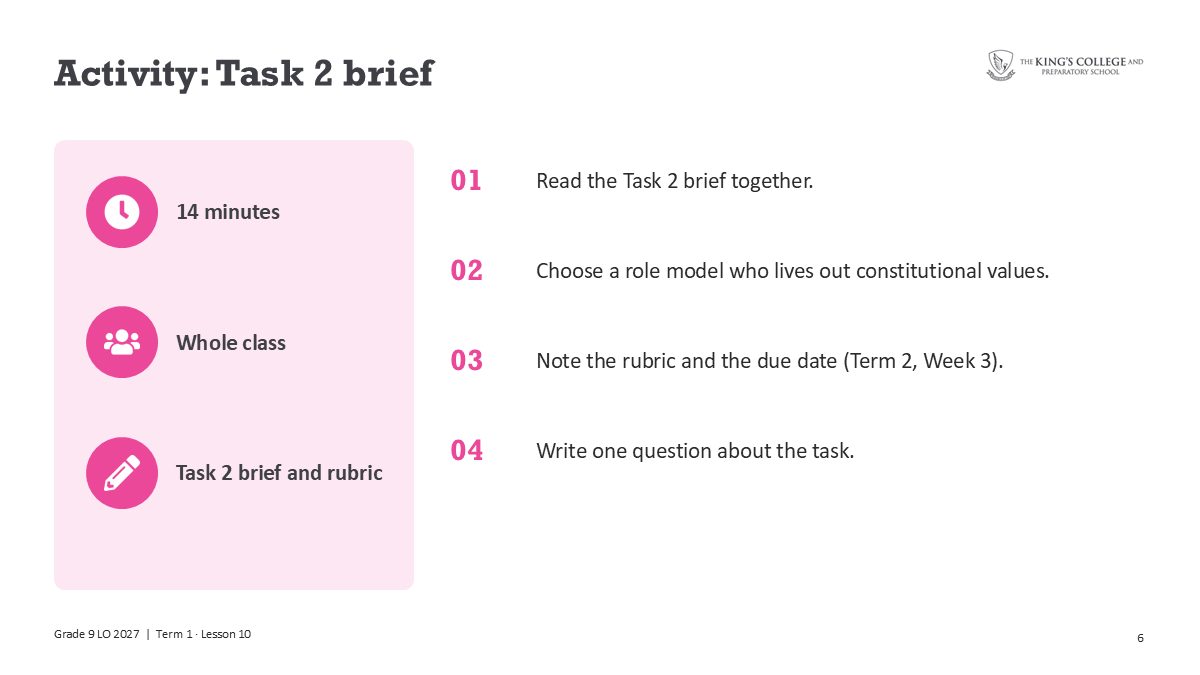 Activity: Task 2 brief
THE KING'S COLLEGE AND
PREPARATORY SCHOOL
14 minutes
Whole class
Task 2 brief and rubric
01 Read the Task 2 brief together.
02 Choose a role model who lives out constitutional values.
03 Note the rubric and the due date (Term 2, Week 3).
04 Write one question about the task.
Grade 9 LO 2027 | Term 1 · Lesson 10
6